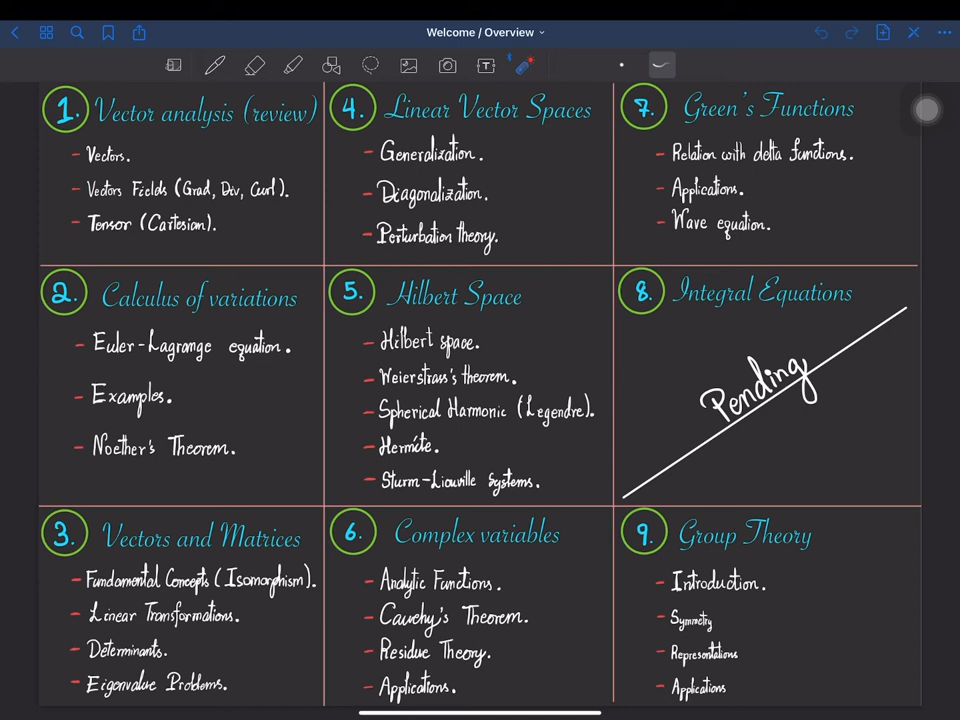 Welcome / Overview
1. Vector analysis (review)
- Vectors.
- Vectors Fields (Grad, Div, Curl).
- Tensor (Cartesian).
4. Linear Vector Spaces
- Generalization.
- Diagonalization.
- Perturbation theory.
7. Green's Functions
- Relation with delta functions.
- Applications.
- Wave equation.
2. Calculus of variations
- Euler-Lagrange equation.
- Examples.
- Noether's Theorem.
5. Hilbert Space
- Hilbert space.
- Weierstrass's theorem.
- Spherical Harmonic (Legendre).
- Hermite.
- Sturm-Liouville Systems.
8. Integral Equations
Pending
3. Vectors and Matrices
- Fundamental Concepts (Isomorphism).
- Linear Transformations.
- Determinants.
- Eigenvalue Problems.
6. Complex variables
- Analytic Functions.
- Cauchy's Theorem.
- Residue Theory.
- Applications.
9. Group Theory
- Introduction.
- Symmetry
- Representations
- Applications